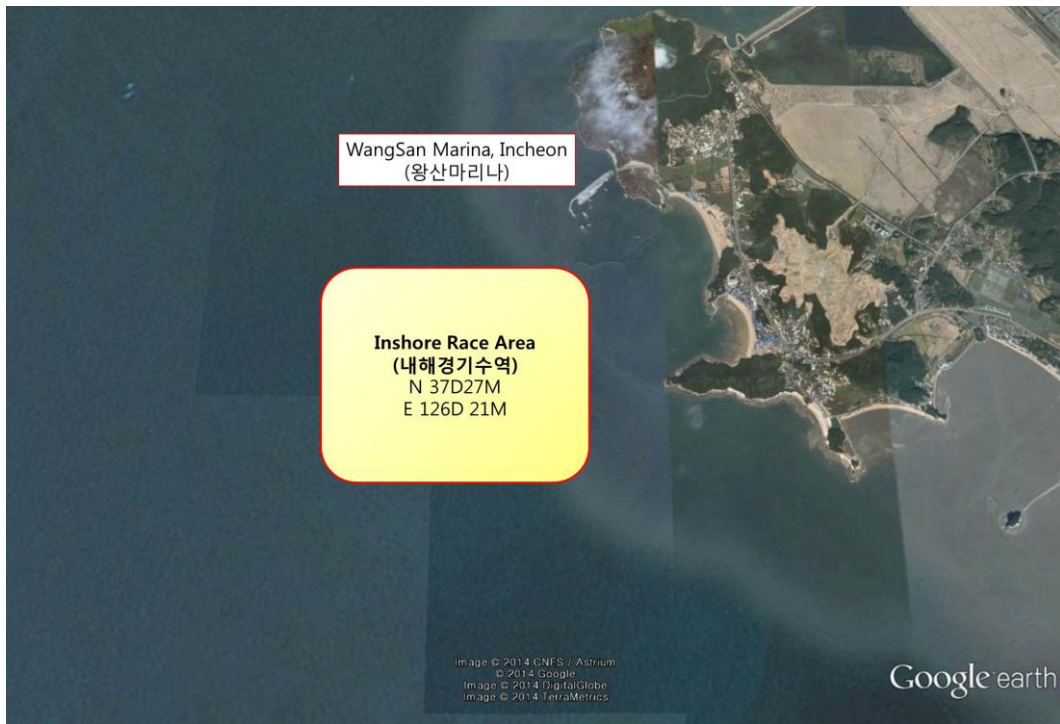 WangSan Marina, Incheon
(왕산마리나)
Inshore Race Area
(내해경기수역)
N 37D27M
E 126D 21M
Image © 2014 CNES / Astrium
© 2014 Google
Image © 2014 DigitalGlobe
Image © 2014 TerraMetrics
Google earth